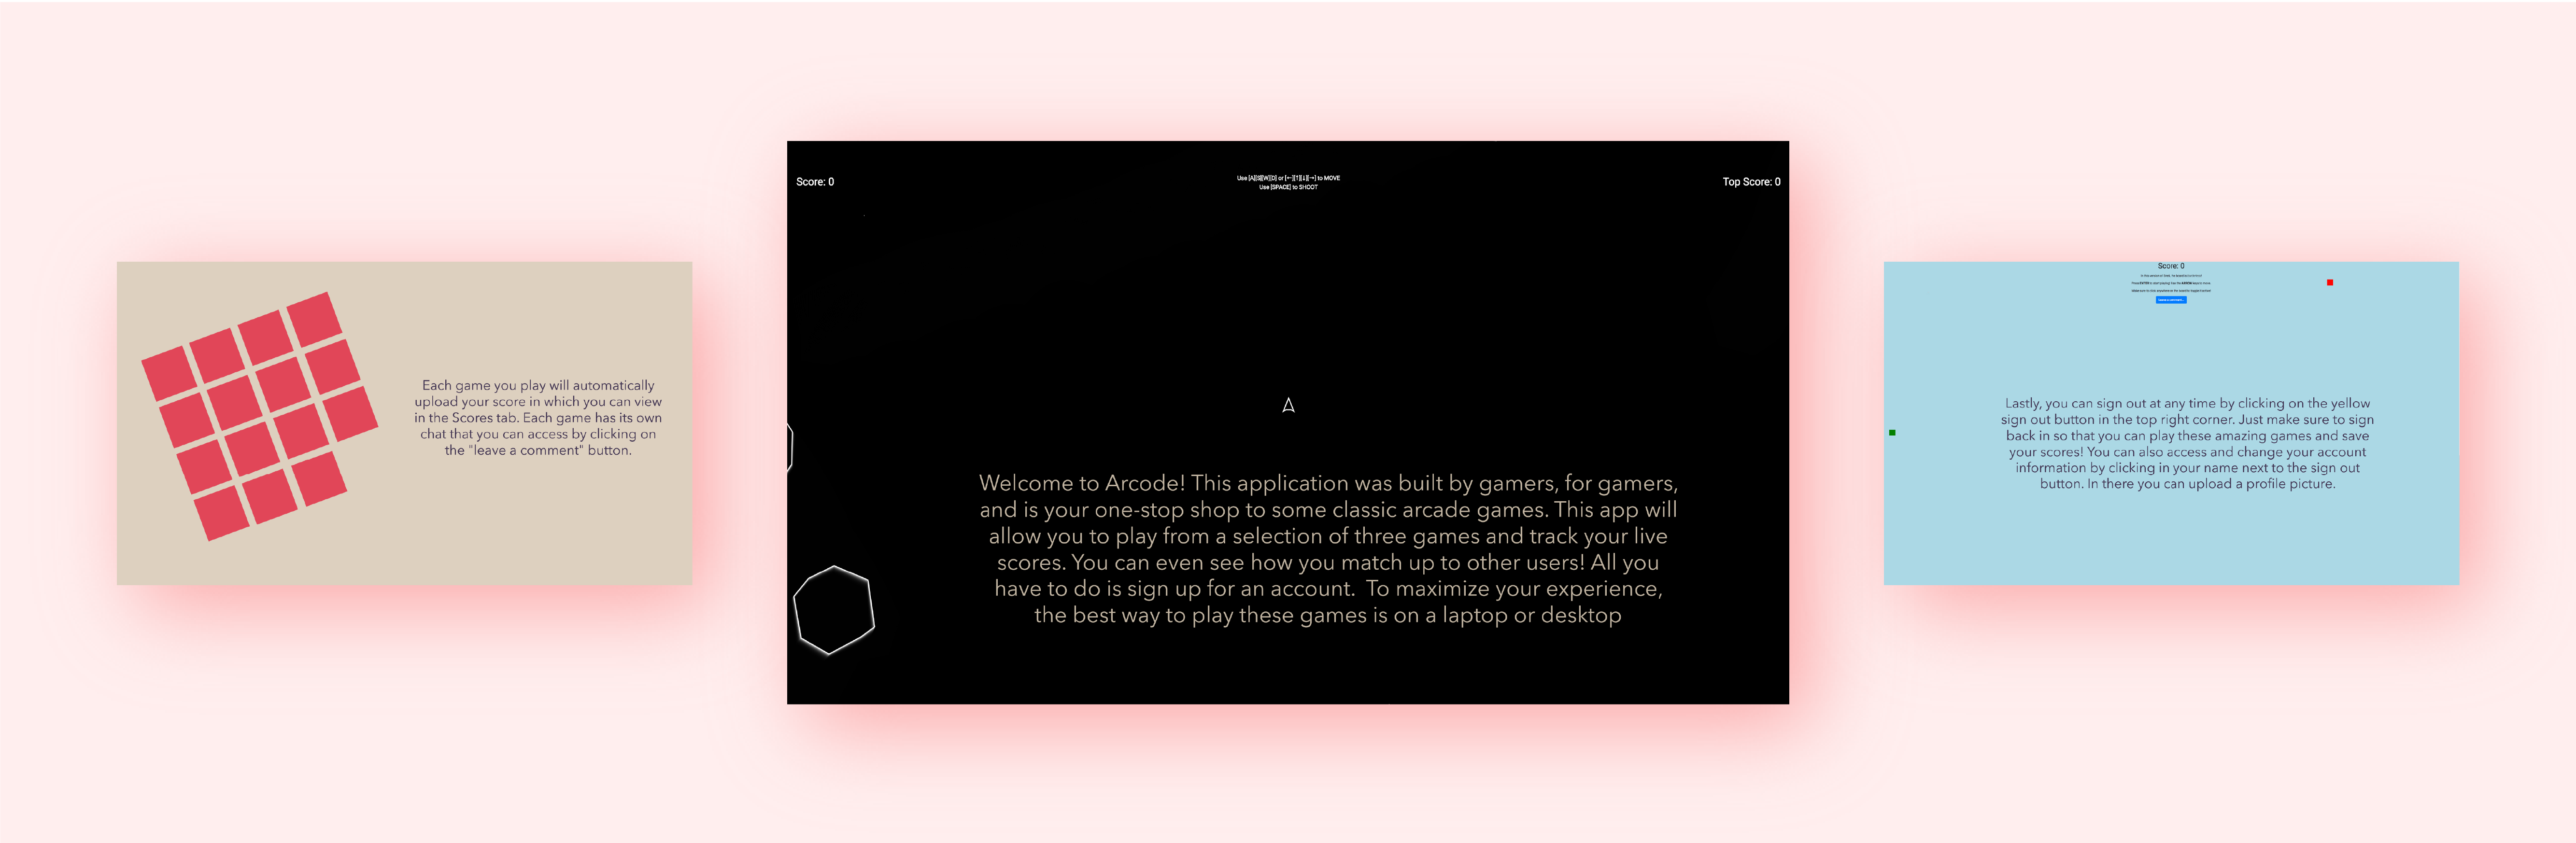 Each game you play will automatically
upload your score in which you can view
in the Scores tab. Each game has its own
chat that you can access by clicking on
the "leave a comment" button.
Score: 0
Use [A][S][W][D] or [←][↑][↓][→] to MOVE
Use [SPACE] to SHOOT
Top Score: 0
Welcome to Arcode! This application was built by gamers, for gamers,
and is your one-stop shop to some classic arcade games. This app will
allow you to play from a selection of three games and track your live
scores. You can even see how you match up to other users! All you
have to do is sign up for an account. To maximize your experience,
the best way to play these games is on a laptop or desktop
Score: 0
Lastly, you can sign out at any time by clicking on the yellow
sign out button in the top right corner. Just make sure to sign
back in so that you can play these amazing games and save
your scores! You can also access and change your account
information by clicking in your name next to the sign out
button. In there you can upload a profile picture.